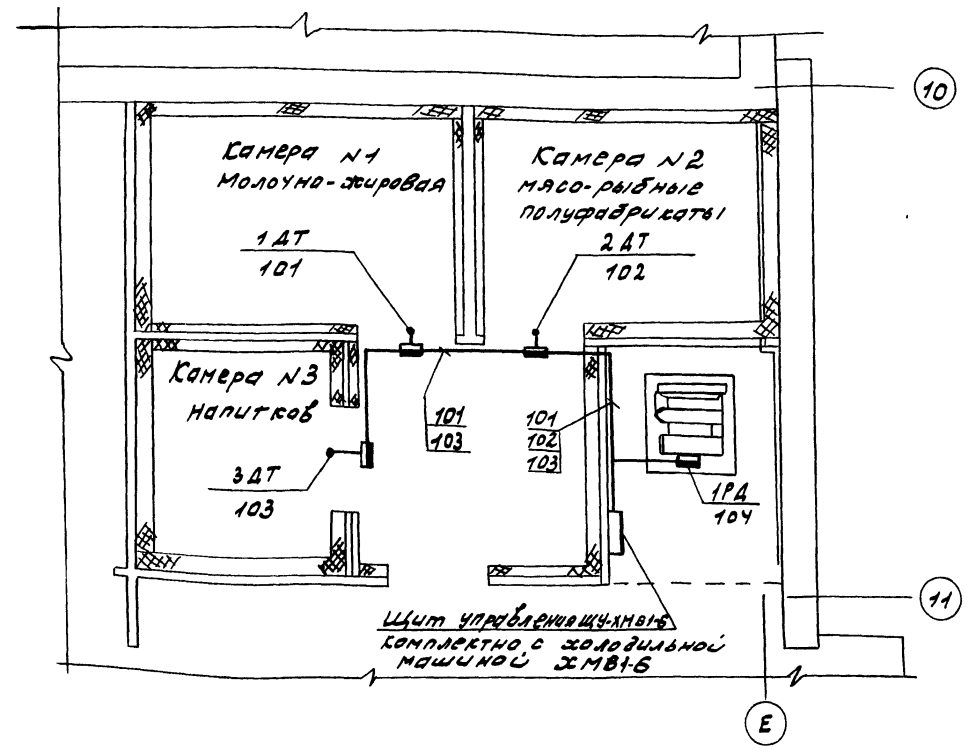 10
Камера №1
молочно-жировая
Камера №2
мясо-рыбные
полуфабрикаты
1ДТ
101
2ДТ
102
Камера №3
напитков
101
103
101
102
103
3ДТ
103
1РД
104
Щит управления ЩУ-ХМВ1-6
комплектно с холодильной
машиной ХМВ1-6
11
Е